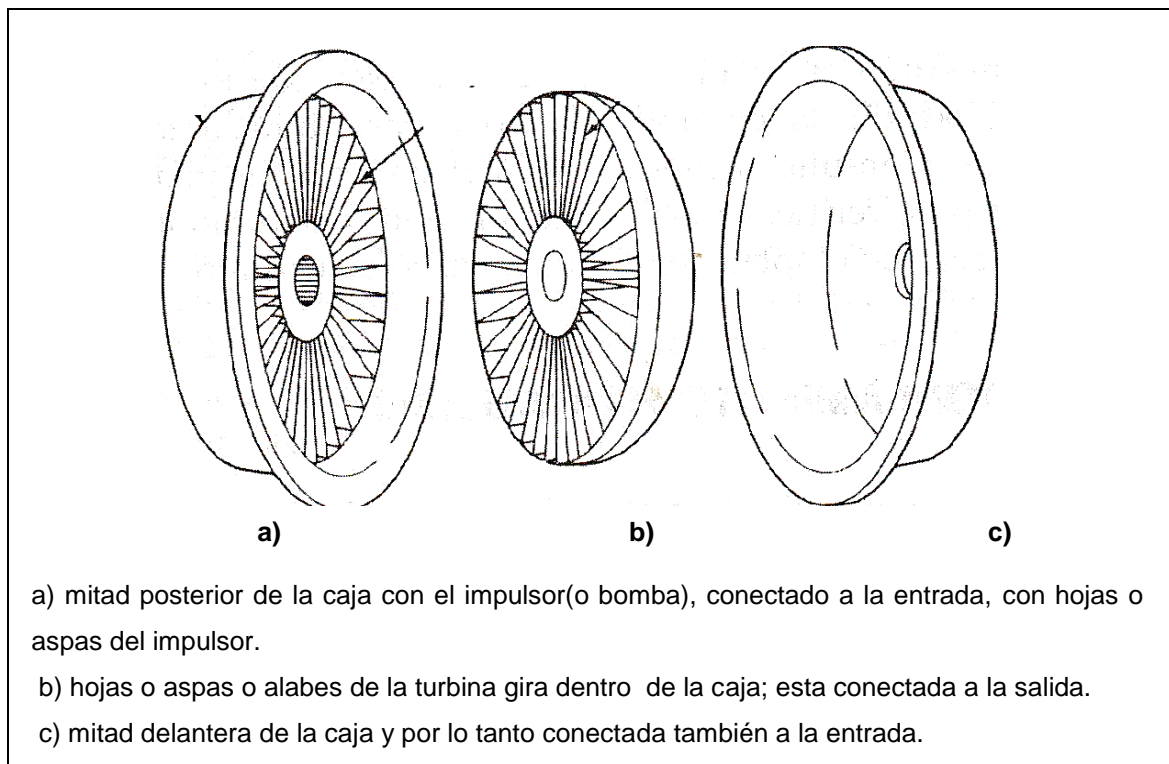 a)
b)
c)
a) mitad posterior de la caja con el impulsor(o bomba), conectado a la entrada, con hojas o
aspas del impulsor.
b) hojas o aspas o alabes de la turbina gira dentro de la caja; esta conectada a la salida.
c) mitad delantera de la caja y por lo tanto conectada también a la entrada.